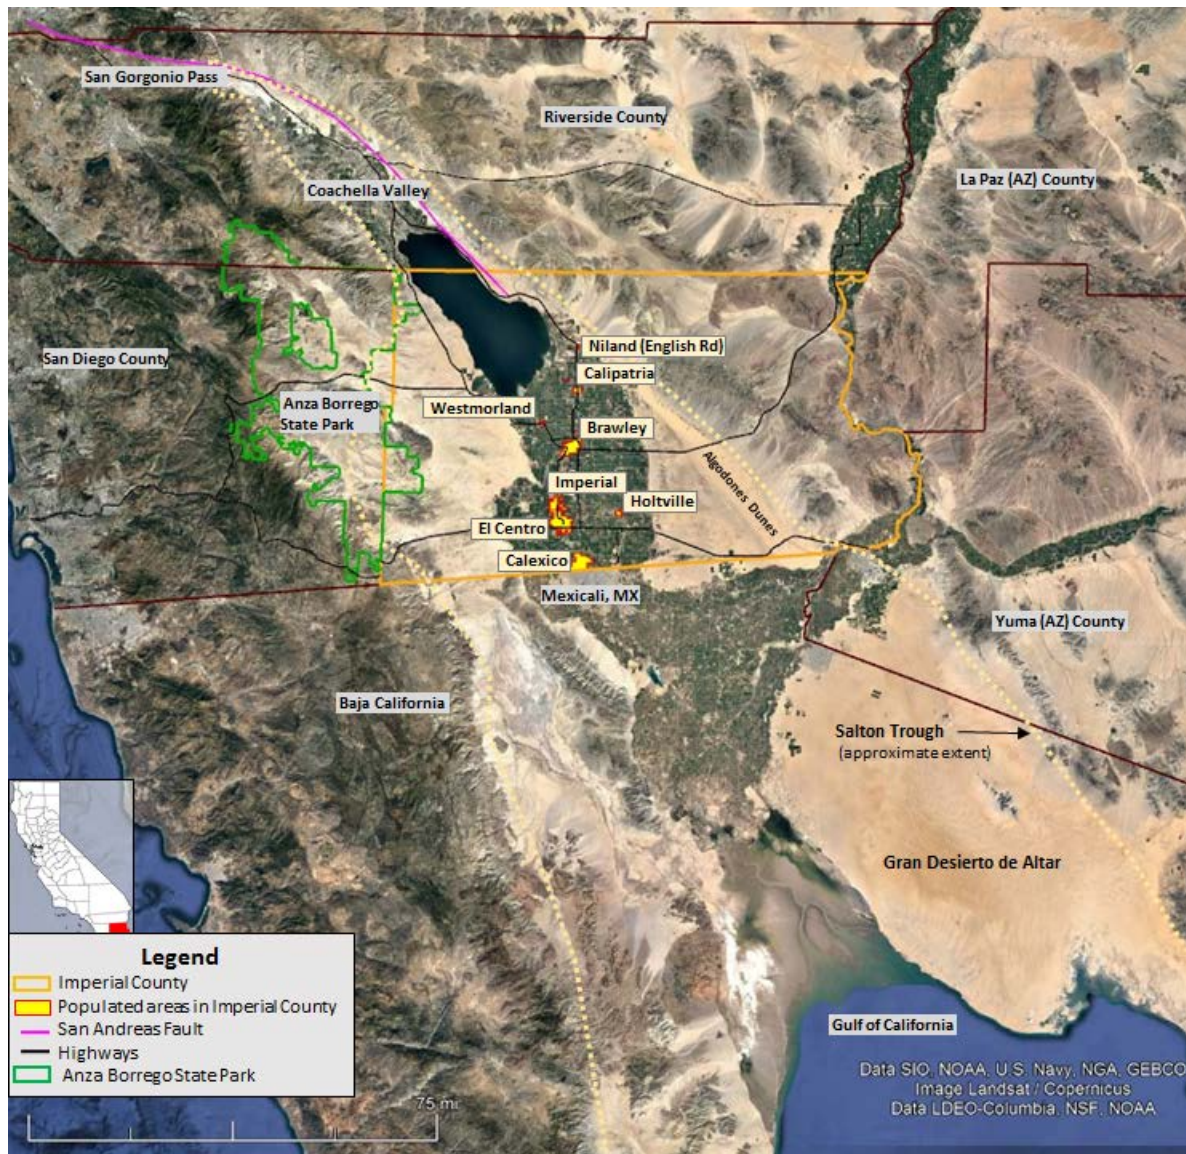 San Gorgonio Pass
Riverside County
La Paz (AZ) County
Coachella Valley
San Diego County
Niland (English Rd)
Calipatria
Anza Borrego
State Park
Westmorland
Brawley
Algodones Dunes
Imperial
Holtville
El Centro
Calexico
Mexicali, MX
Yuma (AZ) County
Baja California
Salton Trough
(approximate extent)
Gran Desierto de Altar
Legend
Imperial County
Populated areas in Imperial County
San Andreas Fault
Highways
Anza Borrego State Park
Gulf of California
75 mi
Data SIO, NOAA, U.S. Navy, NGA, GEBCO
Image Landsat / Copernicus
Data LDEO-Columbia, NSF, NOAA